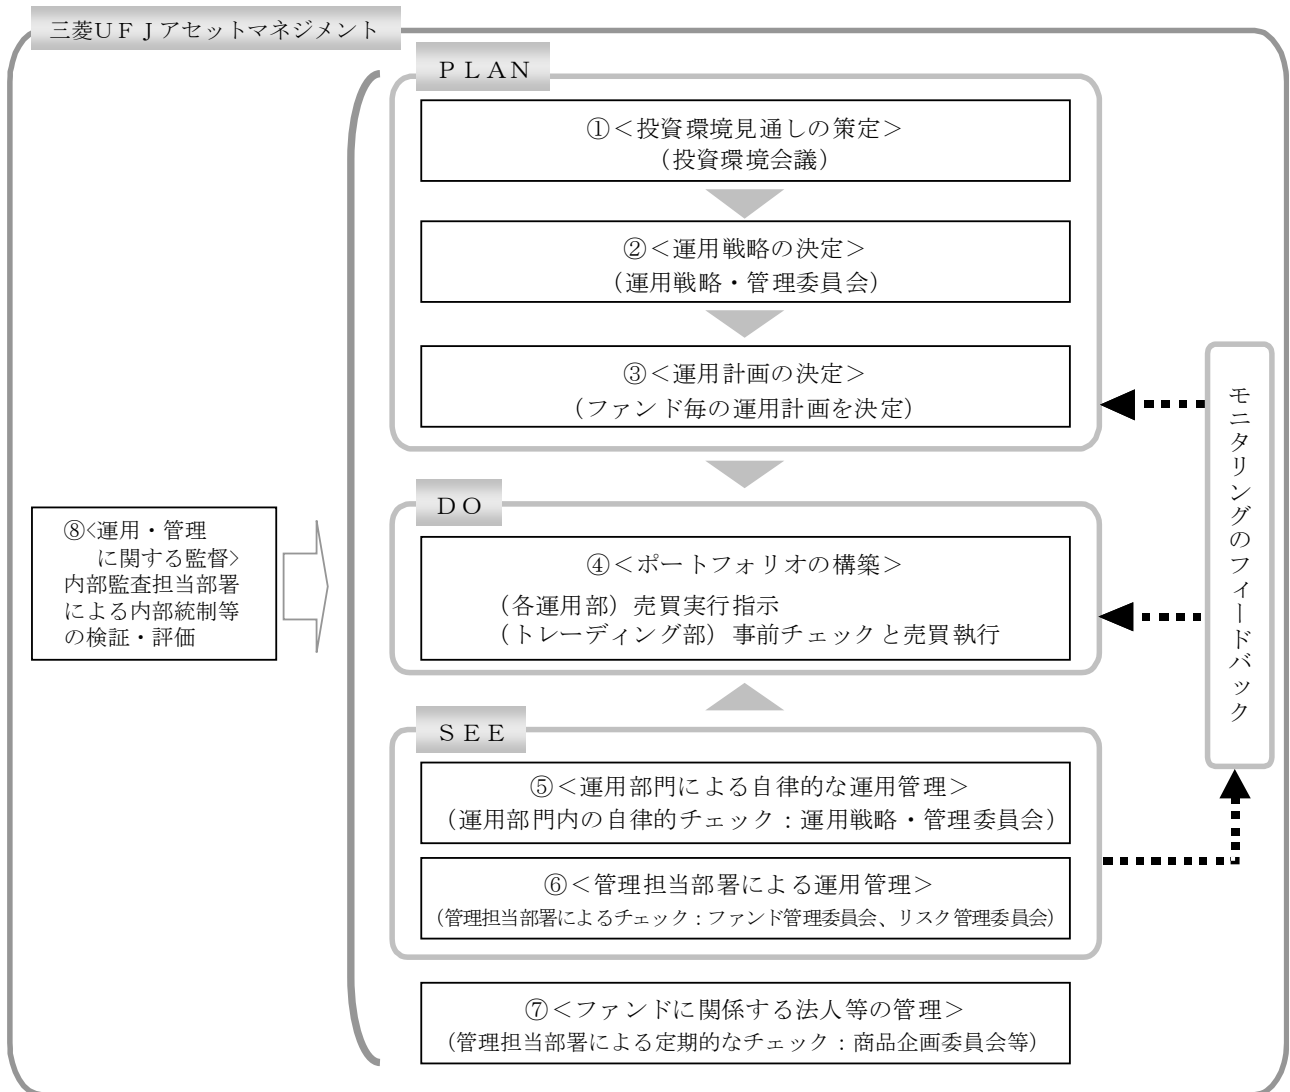 三菱ＵＦＪアセットマネジメント
ＰＬＡＮ
①＜投資環境見通しの策定＞
（投資環境会議）
②＜運用戦略の決定＞
（運用戦略・管理委員会）
③＜運用計画の決定＞
（ファンド毎の運用計画を決定）
ＤＯ
④＜ポートフォリオの構築＞
（各運用部）売買実行指示
（トレーディング部）事前チェックと売買執行
ＳＥＥ
⑤＜運用部門による自律的な運用管理＞
（運用部門内の自律的チェック：運用戦略・管理委員会）
⑥＜管理担当部署による運用管理＞
（管理担当部署によるチェック：ファンド管理委員会、リスク管理委員会）
⑦＜ファンドに関係する法人等の管理＞
（管理担当部署による定期的なチェック：商品企画委員会等）
⑧<運用・管理
に関する監督>
内部監査担当部署
による内部統制等
の検証・評価
モニタリングのフィードバック